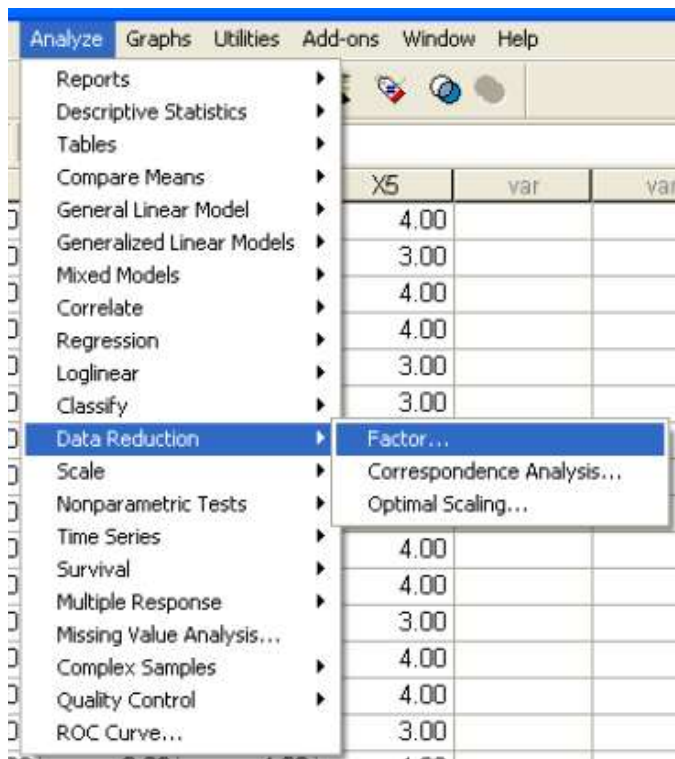 Analyze Graphs Utilities Add-ons Window Help
Reports
Descriptive Statistics
Tables
Compare Means
General Linear Model
Generalized Linear Models
Mixed Models
Correlate
Regression
Loglinear
Classify
Data Reduction
Scale
Nonparametric Tests
Time Series
Survival
Multiple Response
Missing Value Analysis...
Complex Samples
Quality Control
ROC Curve...
Factor...
Correspondence Analysis...
Optimal Scaling...
X5 var var
4.00
3.00
4.00
4.00
3.00
3.00
4.00
4.00
3.00
4.00
4.00
3.00